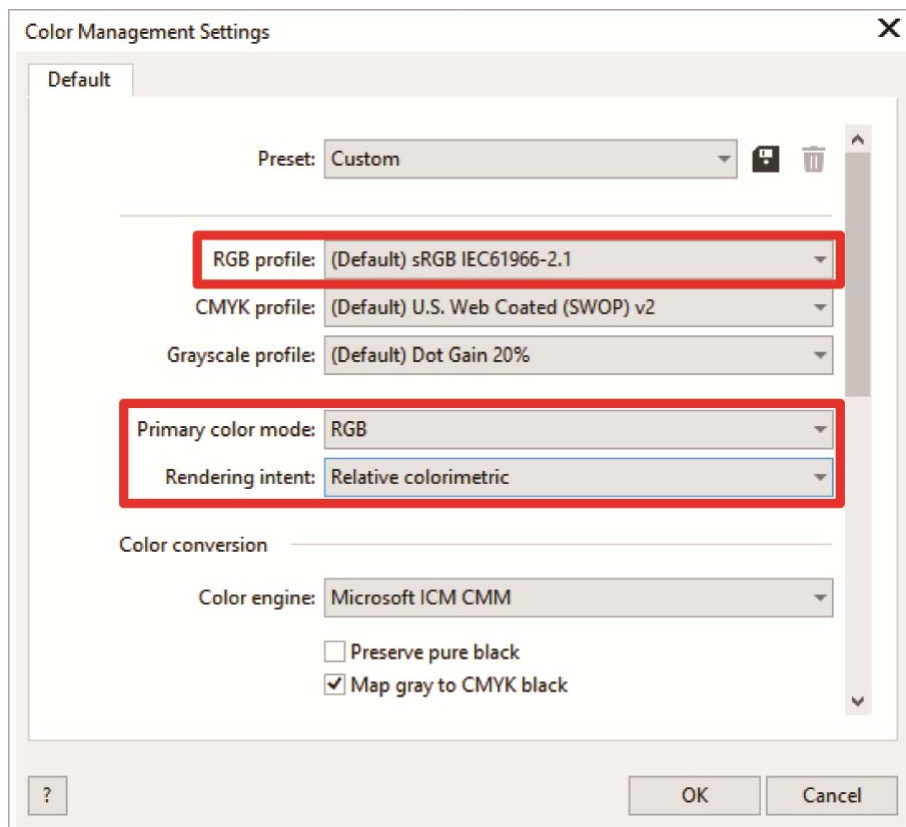 Color Management Settings
Default
Preset: Custom
RGB profile: (Default) sRGB IEC61966-2.1
CMYK profile: (Default) U.S. Web Coated (SWOP) v2
Grayscale profile: (Default) Dot Gain 20%
Primary color mode: RGB
Rendering intent: Relative colorimetric
Color conversion
Color engine: Microsoft ICM CMM
Preserve pure black
Map gray to CMYK black
? OK Cancel